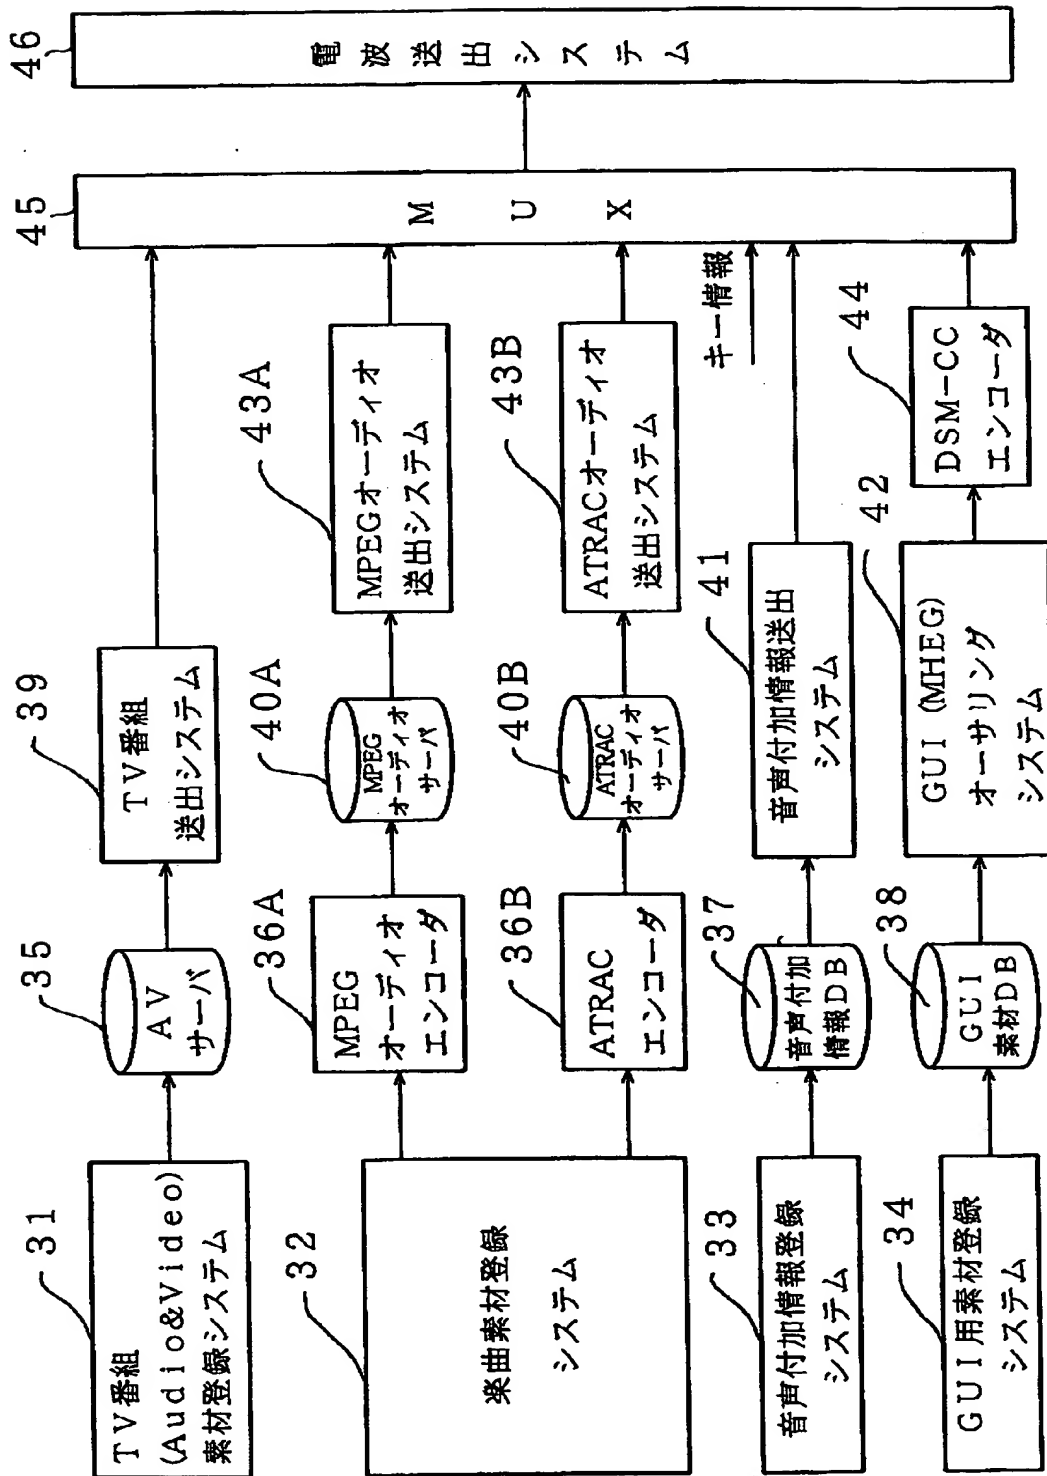 31
TV番組
(Audio&Video)
素材登録システム
35
AV
サーバ
39
TV番組
送出システム
32
楽曲素材登録
システム
36A
MPEG
オーディオ
エンコーダ
40A
MPEG
オーディオ
サーバ
43A
MPEGオーディオ
送出システム
36B
ATRAC
エンコーダ
40B
ATRAC
オーディオ
サーバ
43B
ATRACオーディオ
送出システム
キー情報
33
音声付加情報登録
システム
37
音声付加
情報DB
41
音声付加情報送出
システム
34
GUI用素材登録
システム
38
GUI
素材DB
42
GUI(MHEG)
オーサリング
システム
44
DSM-CC
エンコーダ
45
MUX
46
電波送出システム